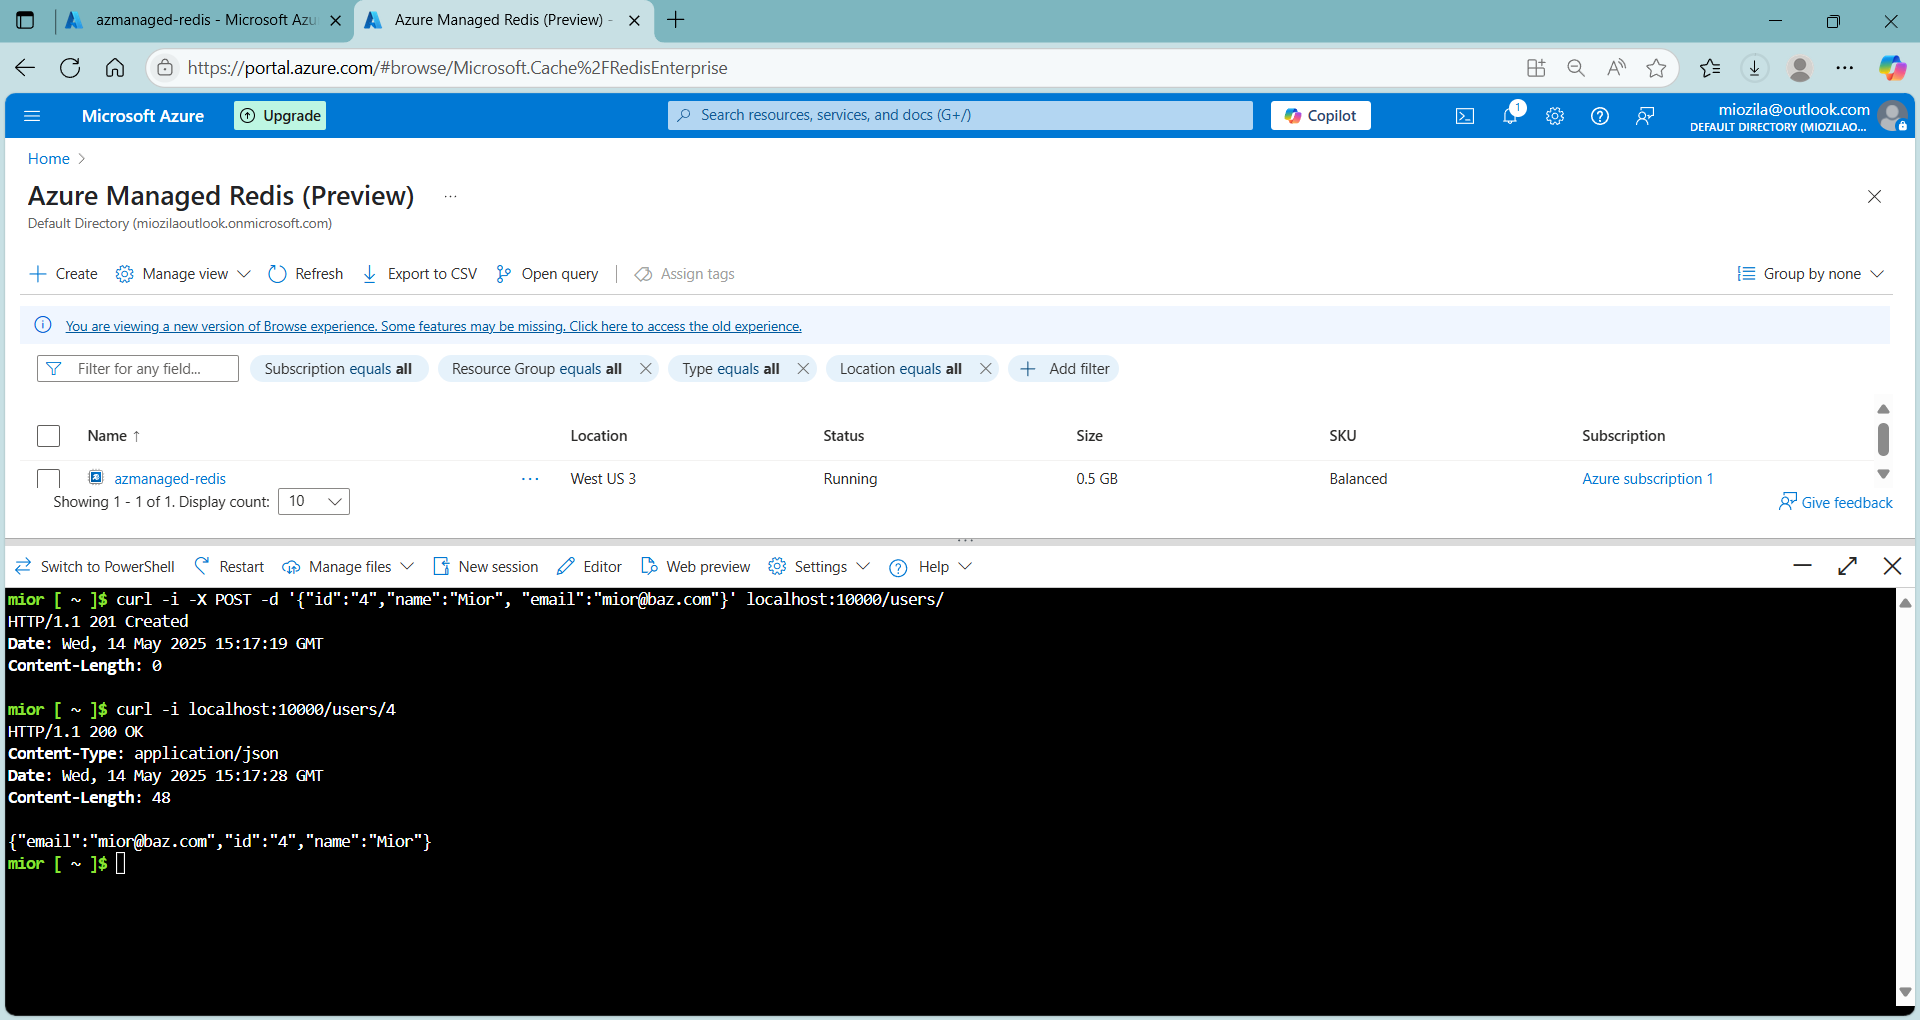 azmanaged-redis - Microsoft Azu
Azure Managed Redis (Preview) -
https://portal.azure.com/#browse/Microsoft.Cache%2FRedisEnterprise
Microsoft Azure
Upgrade
Search resources, services, and docs (G+/)
Copilot
1
miozila@outlook.com
DEFAULT DIRECTORY (MIOZILAO...
Home
Azure Managed Redis (Preview) ...
Default Directory (miozilaoutlook.onmicrosoft.com)
Create Manage view Refresh Export to CSV Open query Assign tags Group by none
You are viewing a new version of Browse experience. Some features may be missing. Click here to access the old experience.
Filter for any field... Subscription equals all Resource Group equals all Type equals all Location equals all Add filter
Name ↑ Location Status Size SKU Subscription
azmanaged-redis ... West US 3 Running 0.5 GB Balanced Azure subscription 1
Showing 1 - 1 of 1. Display count: 10
Give feedback
Switch to PowerShell Restart Manage files New session Editor Web preview Settings Help
mior [ ~ ]$ curl -i -X POST -d '{"id":"4","name":"Mior", "email":"mior@baz.com"}' localhost:10000/users/
HTTP/1.1 201 Created
Date: Wed, 14 May 2025 15:17:19 GMT
Content-Length: 0
mior [ ~ ]$ curl -i localhost:10000/users/4
HTTP/1.1 200 OK
Content-Type: application/json
Date: Wed, 14 May 2025 15:17:28 GMT
Content-Length: 48
{"email":"mior@baz.com","id":"4","name":"Mior"}
mior [ ~ ]$